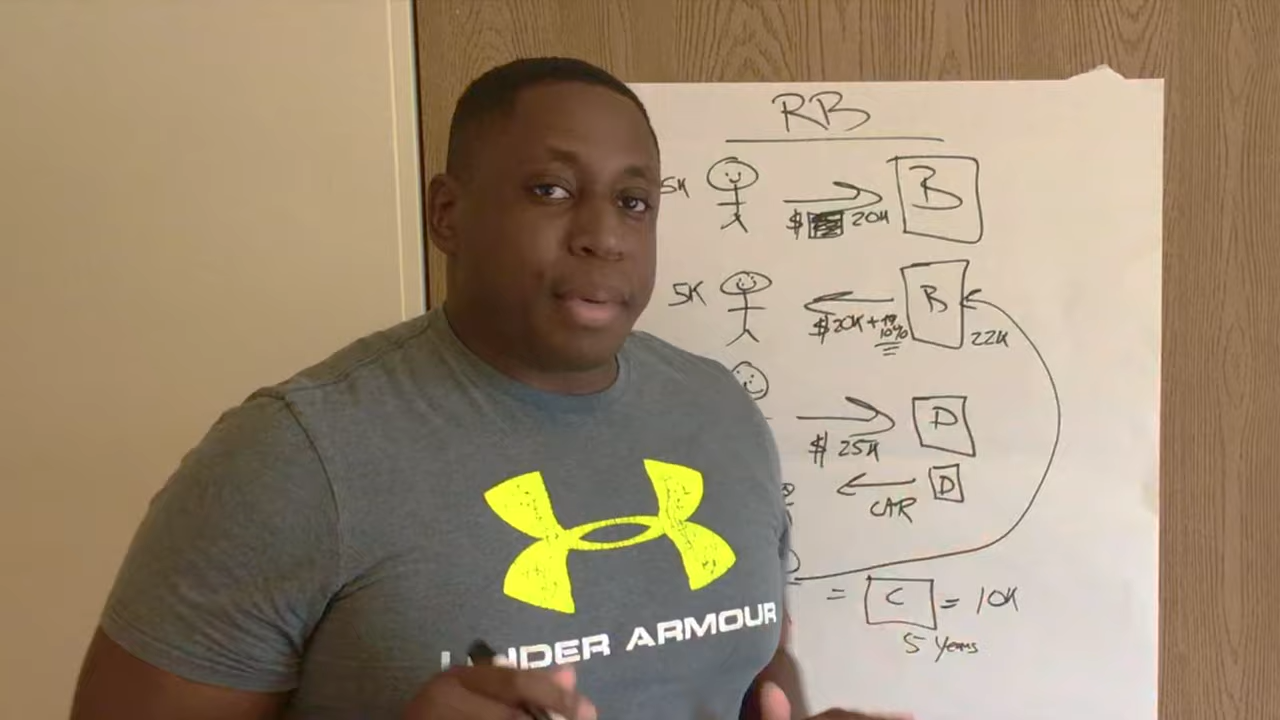 RB
5K
B
$ 20K
5K
B
$20K + 10%
22K
D
$ 25K
D
CAR
= C = 10K
5 Years
UNDER ARMOUR